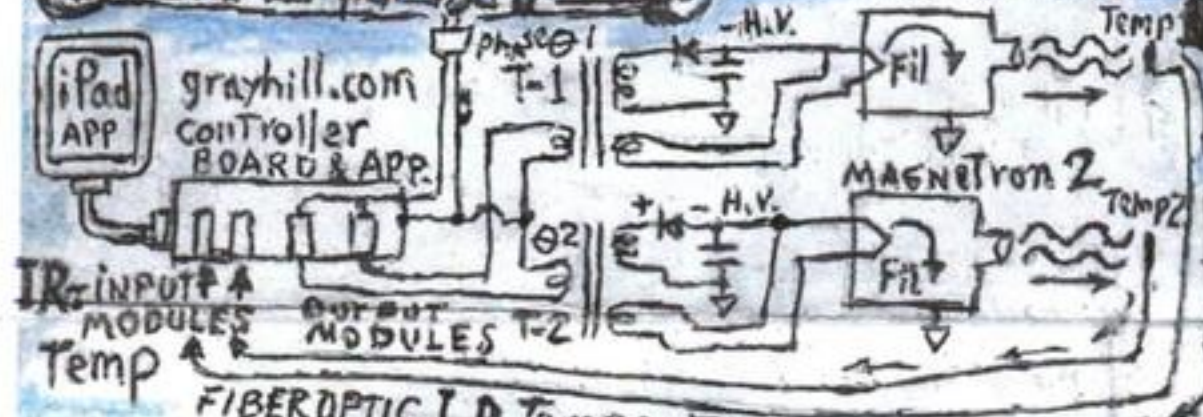 iPad
APP
grayhill.com
controller
BOARD & APP.
phase θ1
T-1
-H.V.
Fil
Temp
MAGNETRON 2
Temp2
θ2
+ - H.V.
Fil
T-2
IR INPUT
MODULES
Temp
OUTPUT
MODULES
FIBEROPTIC I.R